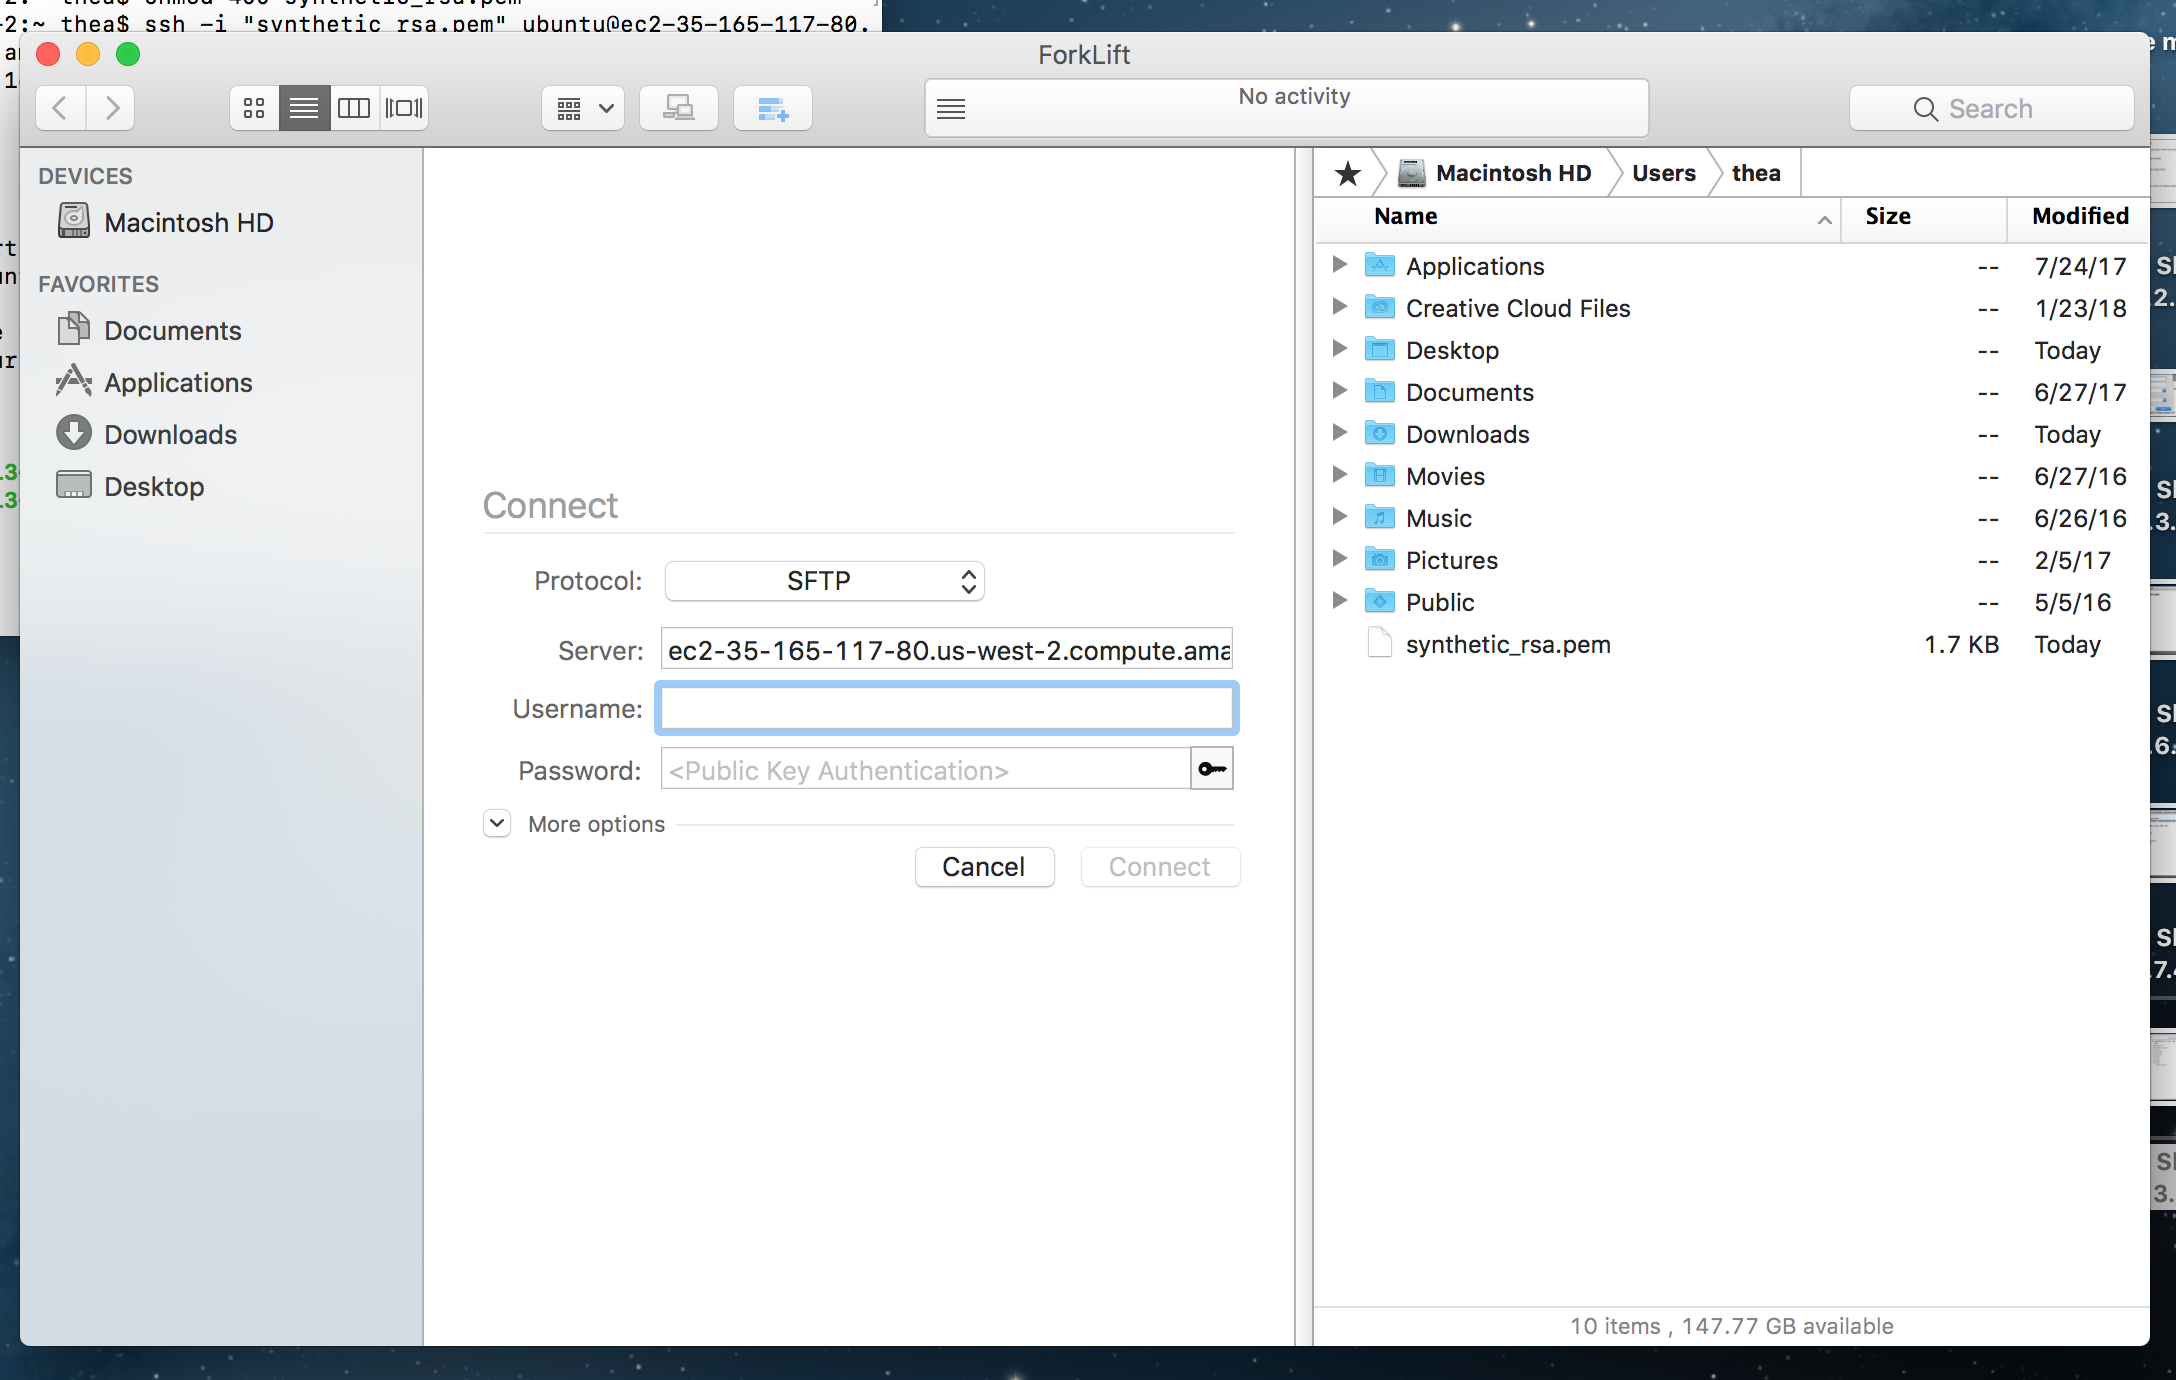 thea$ chmod 400 synthetic_rsa.pem
-2:~ thea$ ssh -i "synthetic_rsa.pem" ubuntu@ec2-35-165-117-80.
ForkLift
No activity
Search
DEVICES
Macintosh HD
FAVORITES
Documents
Applications
Downloads
Desktop
Connect
Protocol: SFTP
Server: ec2-35-165-117-80.us-west-2.compute.ama
Username:
Password: <Public Key Authentication>
More options
Cancel Connect
Macintosh HD Users thea
Name Size Modified
Applications -- 7/24/17
Creative Cloud Files -- 1/23/18
Desktop -- Today
Documents -- 6/27/17
Downloads -- Today
Movies -- 6/27/16
Music -- 6/26/16
Pictures -- 2/5/17
Public -- 5/5/16
synthetic_rsa.pem 1.7 KB Today
10 items , 147.77 GB available